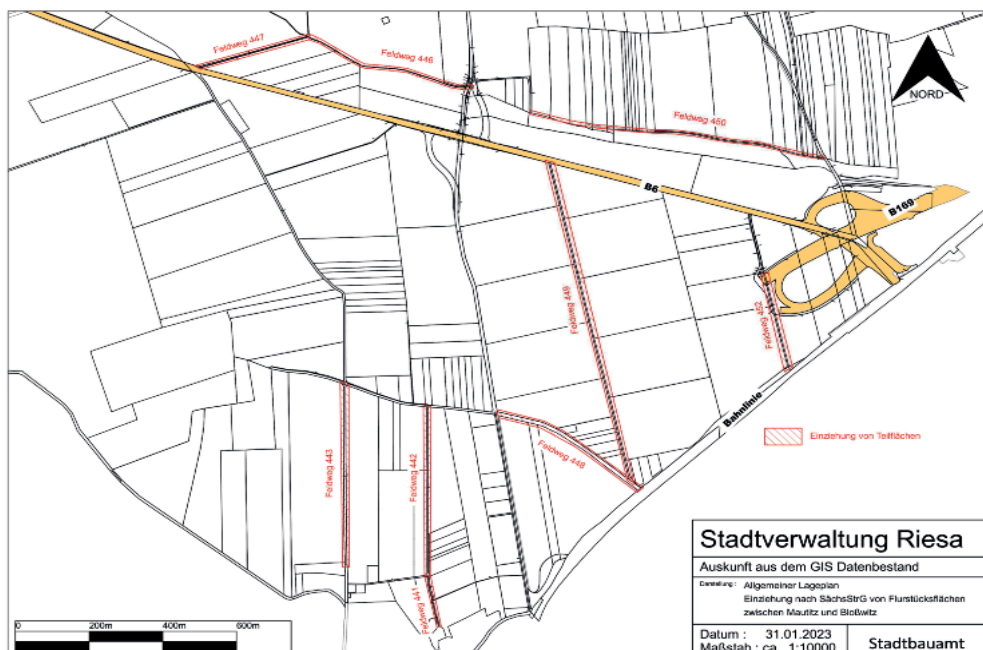 Feldweg 447
Feldweg 446
NORD
Feldweg 450
B6
B169
Feldweg 449
Feldweg 452
Bahnlinie
Einziehung von Teilflächen
Feldweg 443
Feldweg 442
Feldweg 448
Feldweg 441
Stadtverwaltung Riesa
Auskunft aus dem GIS Datenbestand
Darstellung : Allgemeiner Lageplan
Einziehung nach SächsStrG von Flurstücksflächen
zwischen Mautitz und Bloßwitz
Datum : 31.01.2023
Maßstab : ca. 1:10000
Stadtbauamt
0 200m 400m 600m